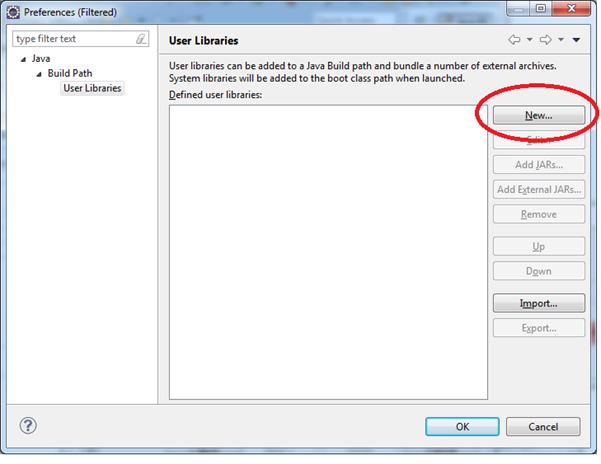 Preferences (Filtered)
type filter text
Java
Build Path
User Libraries
User Libraries
User libraries can be added to a Java Build path and bundle a number of external archives.
System libraries will be added to the boot class path when launched.
Defined user libraries:
New...
Edit...
Add JARs...
Add External JARs...
Remove
Up
Down
Import...
Export...
OK
Cancel